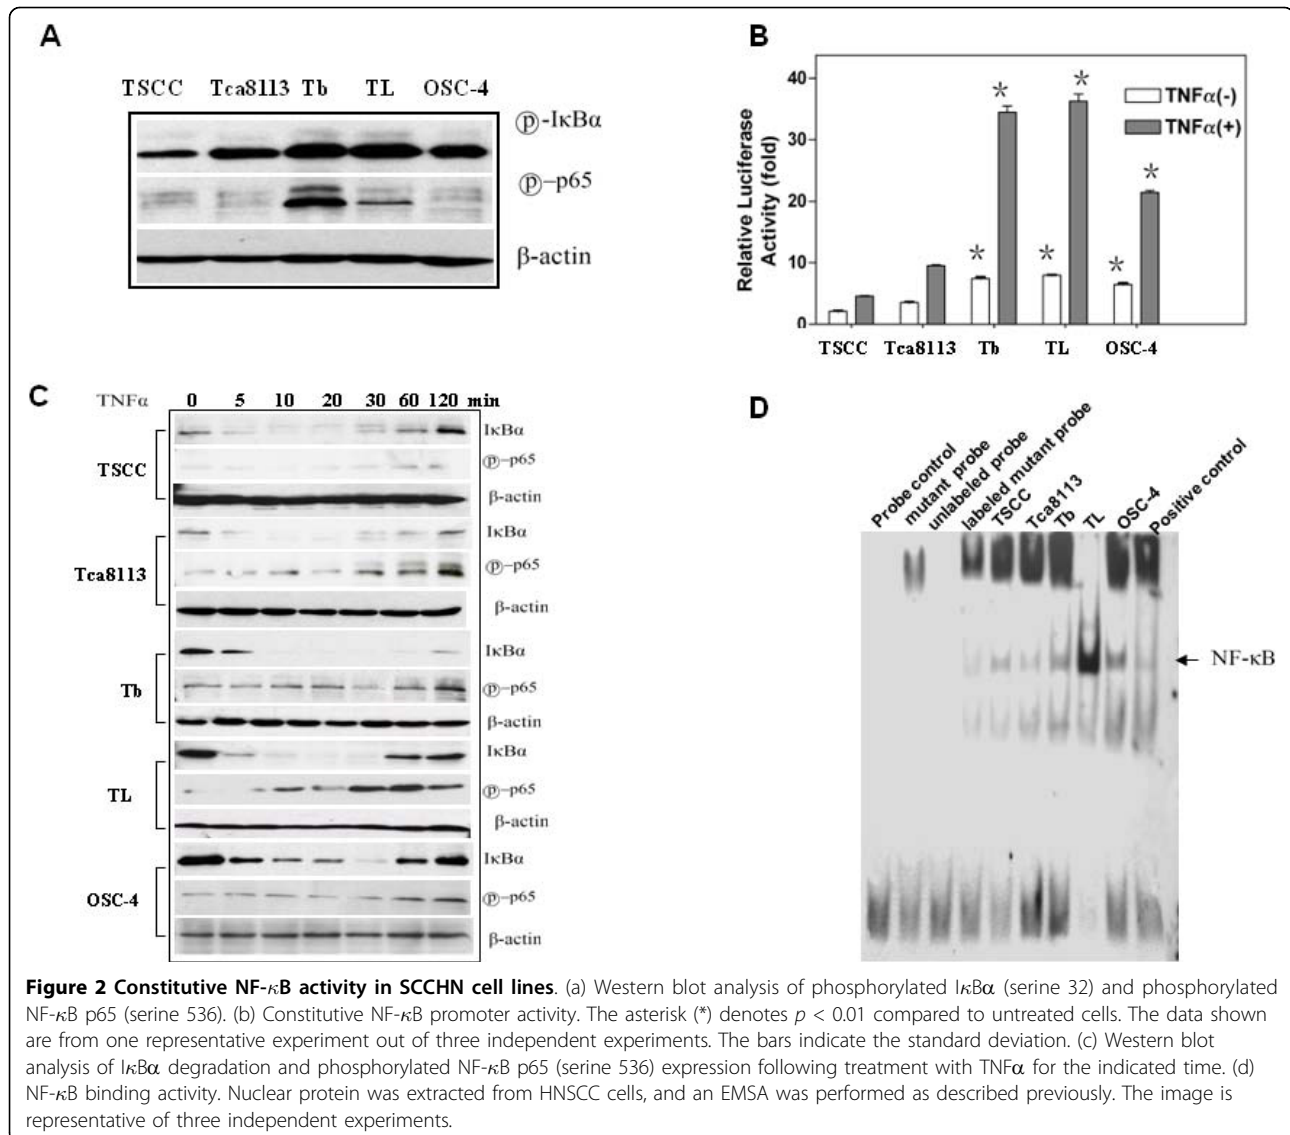 A
TSCC Tca8113 Tb TL OSC-4
ⓟ-IκBα
ⓟ-p65
β-actin
B
Relative Luciferase
Activity (fold)
40
30
20
10
0
* * * * * *
TNFα(-)
TNFα(+)
TSCC Tca8113 Tb TL OSC-4
C
TNFα 0 5 10 20 30 60 120 min
TSCC
IκBα
ⓟ-p65
β-actin
Tca8113
IκBα
ⓟ-p65
β-actin
Tb
IκBα
ⓟ-p65
β-actin
TL
IκBα
ⓟ-p65
β-actin
OSC-4
IκBα
ⓟ-p65
β-actin
D
Probe control
mutant probe
unlabeled probe
labeled mutant probe
TSCC
Tca8113
Tb
TL
OSC-4
Positive control
NF-κB
Figure 2 Constitutive NF-κB activity in SCCHN cell lines. (a) Western blot analysis of phosphorylated IκBα (serine 32) and phosphorylated
NF-κB p65 (serine 536). (b) Constitutive NF-κB promoter activity. The asterisk (*) denotes p < 0.01 compared to untreated cells. The data shown
are from one representative experiment out of three independent experiments. The bars indicate the standard deviation. (c) Western blot
analysis of IκBα degradation and phosphorylated NF-κB p65 (serine 536) expression following treatment with TNFα for the indicated time. (d)
NF-κB binding activity. Nuclear protein was extracted from HNSCC cells, and an EMSA was performed as described previously. The image is
representative of three independent experiments.